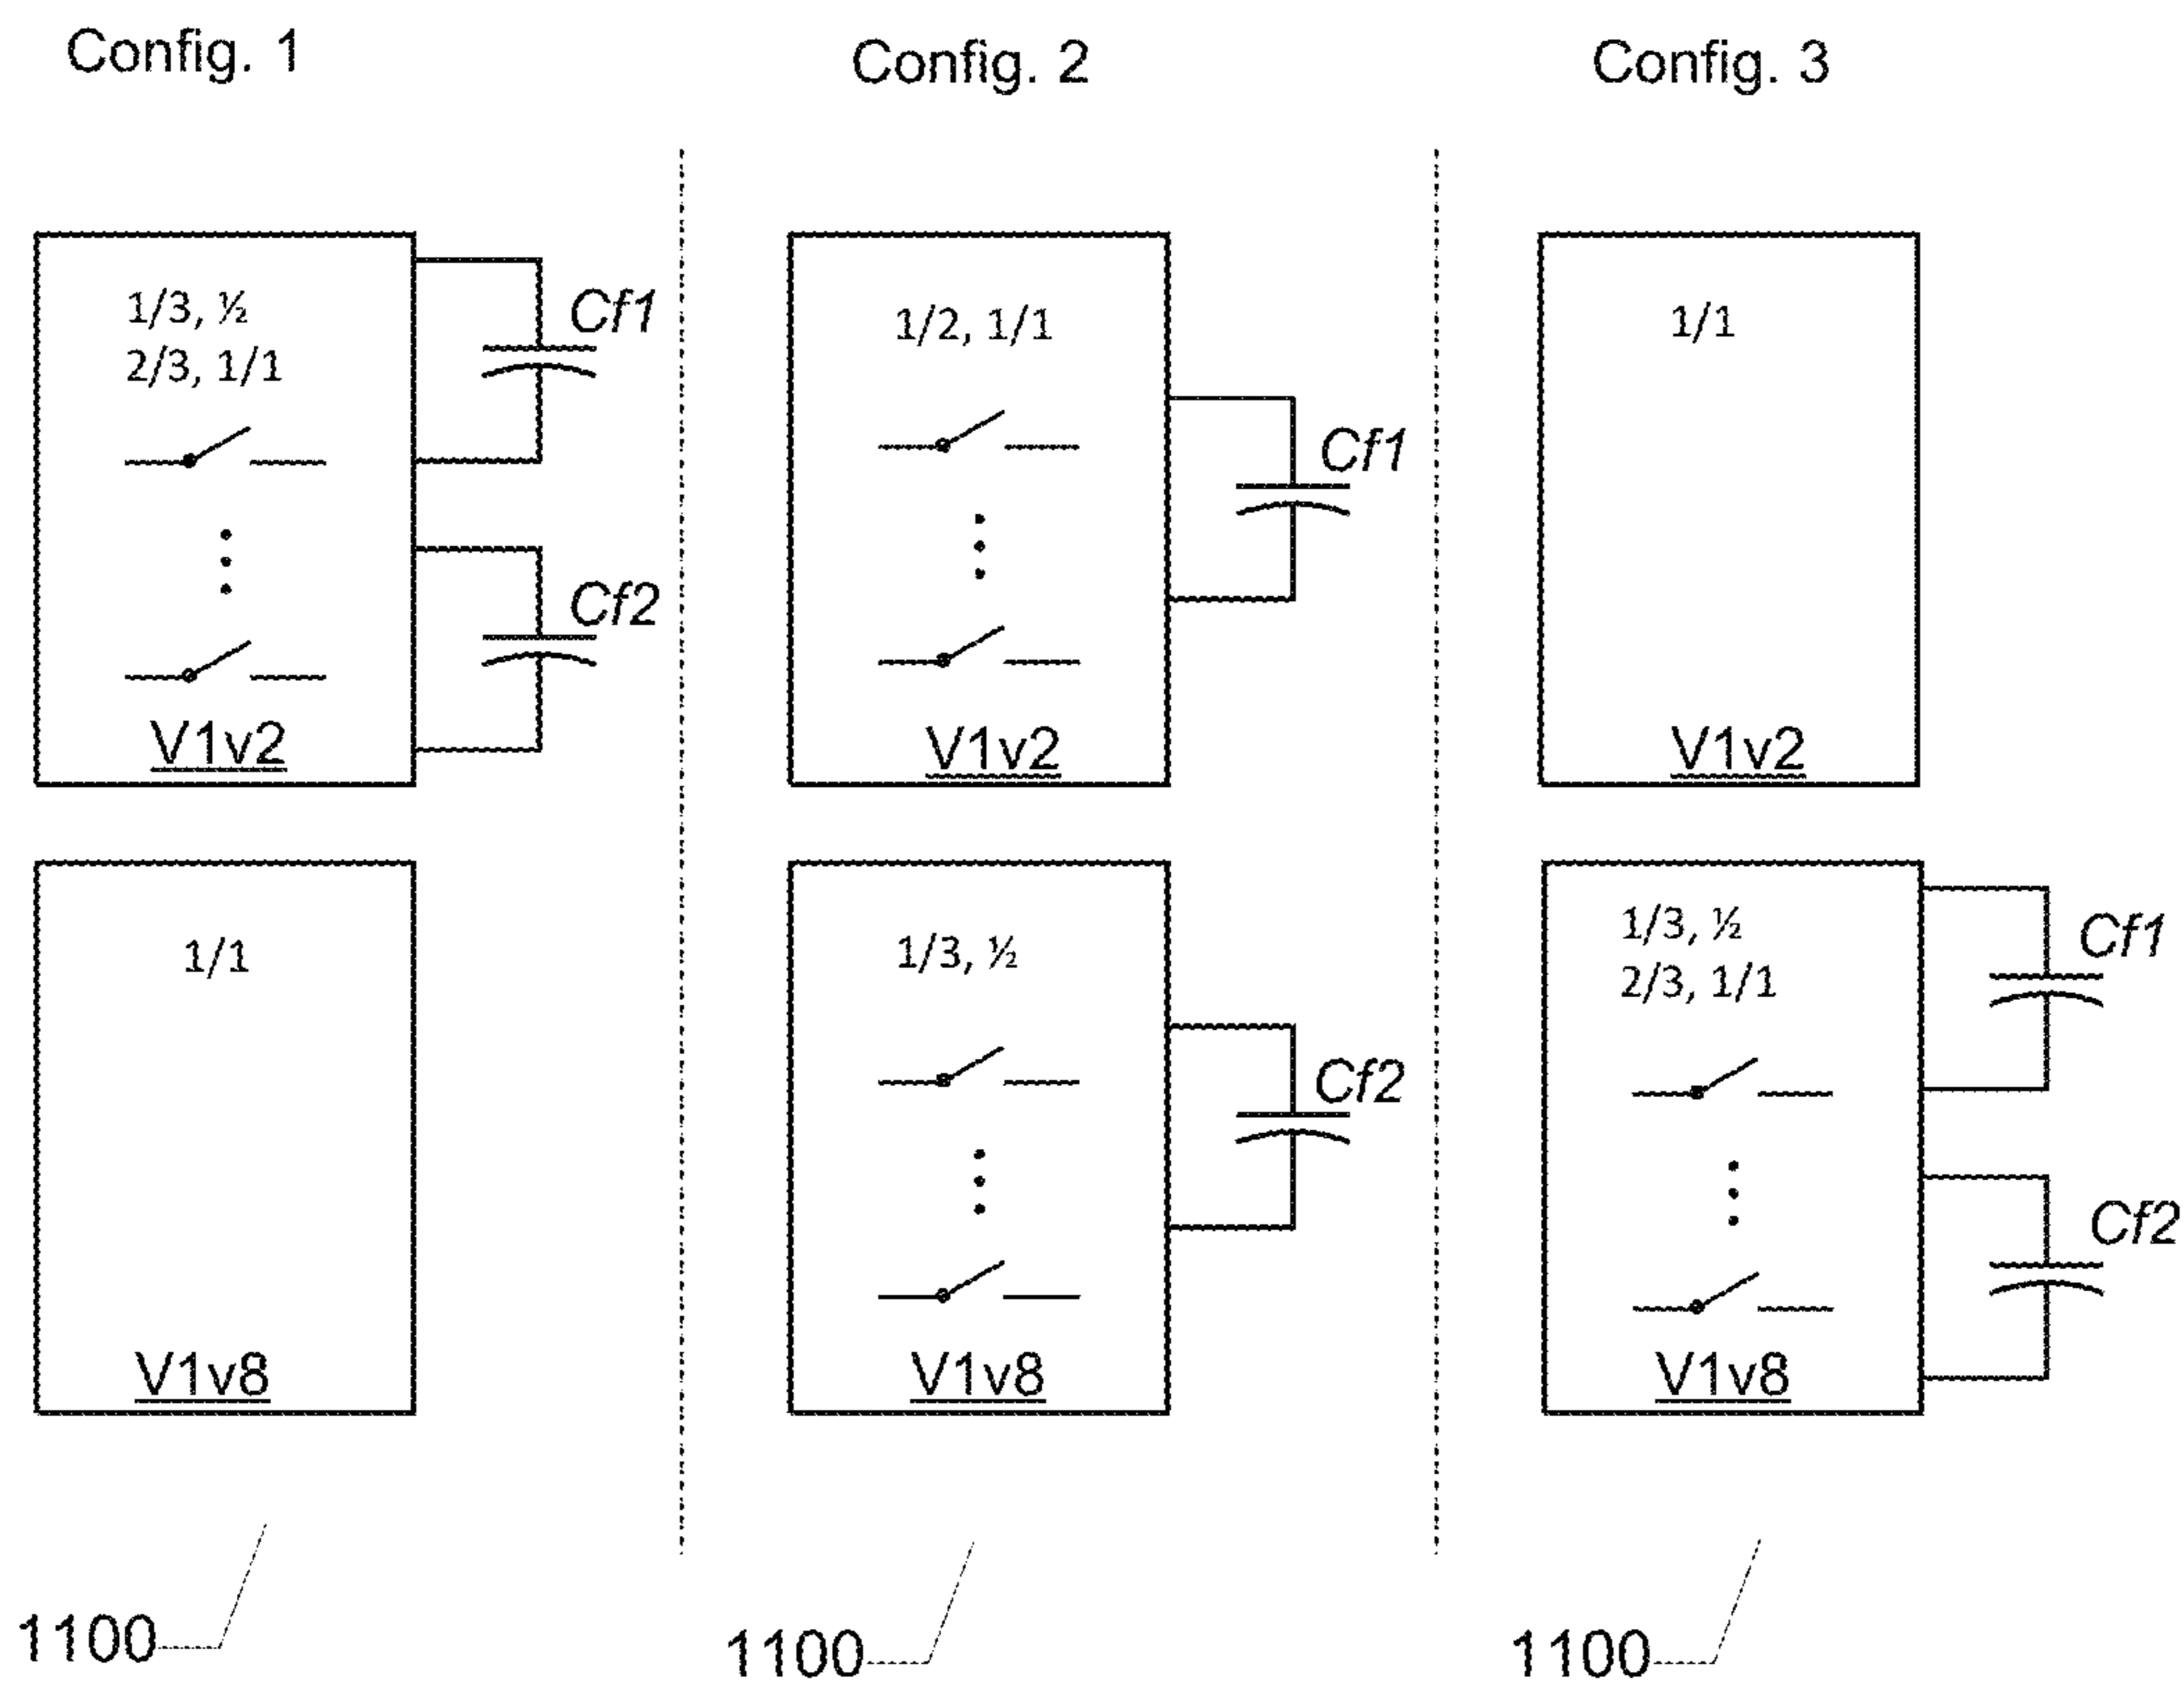 Config. 1
1/3, ½
2/3, 1/1
Cf1
Cf2
V1v2
1/1
V1v8
1100
Config. 2
1/2, 1/1
Cf1
V1v2
1/3, ½
Cf2
V1v8
1100
Config. 3
1/1
V1v2
1/3, ½
2/3, 1/1
Cf1
Cf2
V1v8
1100